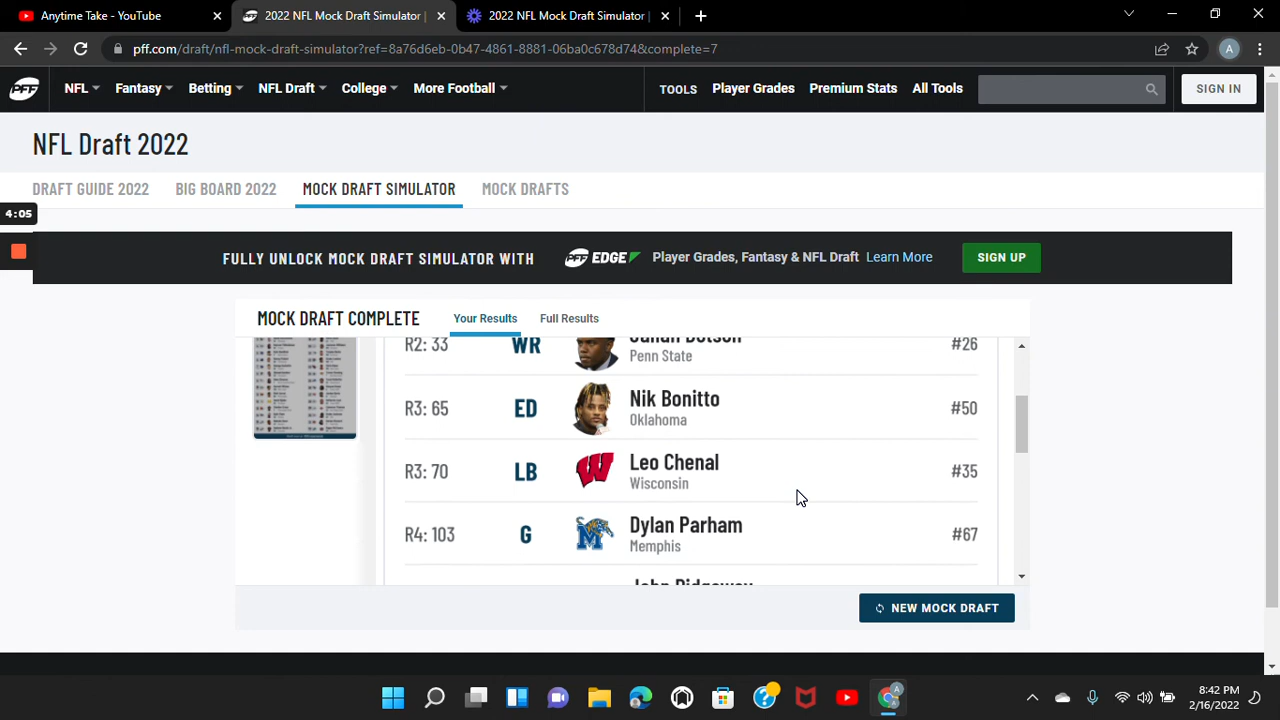 Anytime Take - YouTube
2022 NFL Mock Draft Simulator |
2022 NFL Mock Draft Simulator |
pff.com/draft/nfl-mock-draft-simulator?ref=8a76d6eb-0b47-4861-8881-06ba0c678d74&complete=7
PFF NFL Fantasy Betting NFL Draft College More Football TOOLS Player Grades Premium Stats All Tools SIGN IN
NFL Draft 2022
DRAFT GUIDE 2022 BIG BOARD 2022 MOCK DRAFT SIMULATOR MOCK DRAFTS
4:05
FULLY UNLOCK MOCK DRAFT SIMULATOR WITH PFF EDGE Player Grades, Fantasy & NFL Draft Learn More SIGN UP
MOCK DRAFT COMPLETE Your Results Full Results
R2: 33 WR #26
Penn State
R3: 65 ED Nik Bonitto #50
Oklahoma
R3: 70 LB Leo Chenal #35
Wisconsin
R4: 103 G Dylan Parham #67
Memphis
John Ridgeway
NEW MOCK DRAFT
8:42 PM
2/16/2022